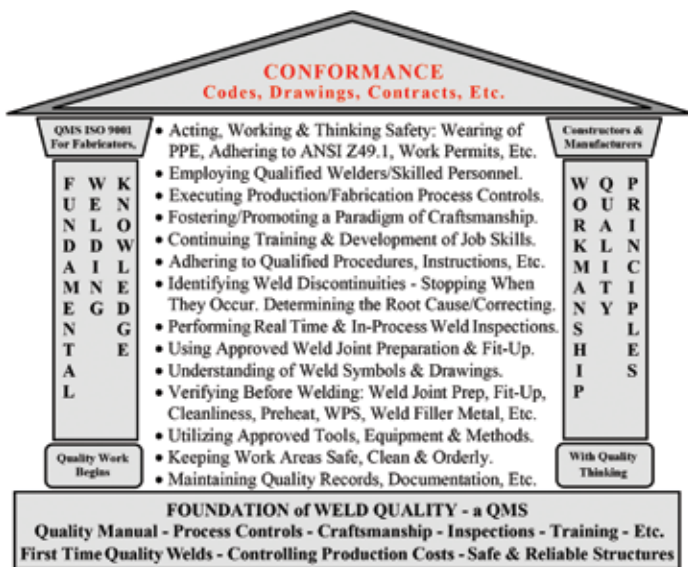 CONFORMANCE
Codes, Drawings, Contracts, Etc.
QMS ISO 9001
For Fabricators,
Constructors &
Manufacturers
FUNDAMENTAL
WELDING
KNOWLEDGE
• Acting, Working & Thinking Safety: Wearing of
PPE, Adhering to ANSI Z49.1, Work Permits, Etc.
• Employing Qualified Welders/Skilled Personnel.
• Executing Production/Fabrication Process Controls.
• Fostering/Promoting a Paradigm of Craftsmanship.
• Continuing Training & Development of Job Skills.
• Adhering to Qualified Procedures, Instructions, Etc.
• Identifying Weld Discontinuities - Stopping When
They Occur. Determining the Root Cause/Correcting.
• Performing Real Time & In-Process Weld Inspections.
• Using Approved Weld Joint Preparation & Fit-Up.
• Understanding of Weld Symbols & Drawings.
• Verifying Before Welding: Weld Joint Prep, Fit-Up,
Cleanliness, Preheat, WPS, Weld Filler Metal, Etc.
• Utilizing Approved Tools, Equipment & Methods.
• Keeping Work Areas Safe, Clean & Orderly.
• Maintaining Quality Records, Documentation, Etc.
WORKMANSHIP
QUALITY
PRINCIPLES
Quality Work
Begins
With Quality
Thinking
FOUNDATION of WELD QUALITY - a QMS
Quality Manual - Process Controls - Craftsmanship - Inspections - Training - Etc.
First Time Quality Welds - Controlling Production Costs - Safe & Reliable Structures